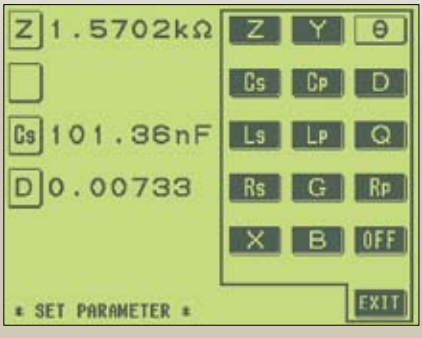 Z 1.5702kΩ Z Y θ
Cs Cp D
Cs 101.36nF Ls Lp Q
D 0.00733 Rs G Rp
X B OFF
* SET PARAMETER * EXIT